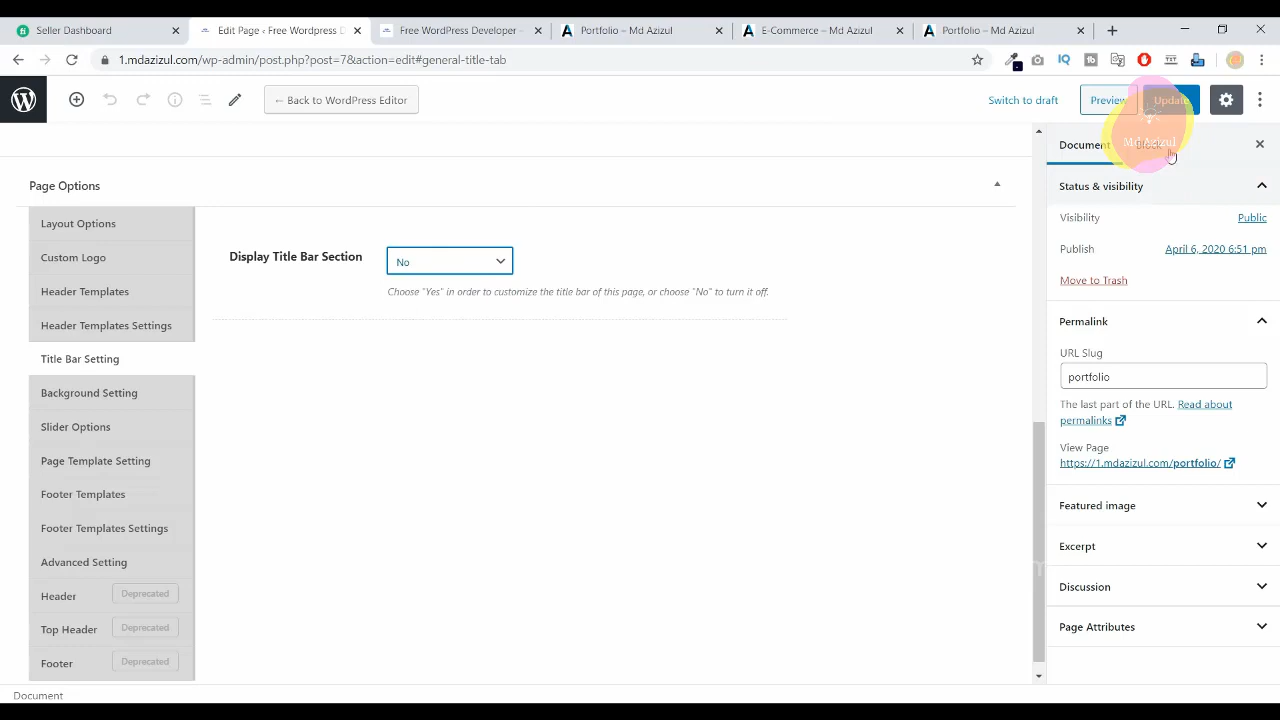 Seller Dashboard
Edit Page ‹ Free Wordpress D
Free WordPress Developer -
Portfolio – Md Azizul
E-Commerce – Md Azizul
Portfolio – Md Azizul
1.mdazizul.com/wp-admin/post.php?post=7&action=edit#general-title-tab
← Back to WordPress Editor
Switch to draft
Preview
Update
Md Azizul
Document
Status & visibility
Visibility
Public
Publish
April 6, 2020 6:51 pm
Move to Trash
Permalink
URL Slug
portfolio
The last part of the URL. Read about
permalinks
View Page
https://1.mdazizul.com/portfolio/
Featured image
Excerpt
Discussion
Page Attributes
Page Options
Layout Options
Custom Logo
Header Templates
Header Templates Settings
Title Bar Setting
Background Setting
Slider Options
Page Template Setting
Footer Templates
Footer Templates Settings
Advanced Setting
Header Deprecated
Top Header Deprecated
Footer Deprecated
Display Title Bar Section
No
Choose "Yes" in order to customize the title bar of this page, or choose "No" to turn it off.
Document